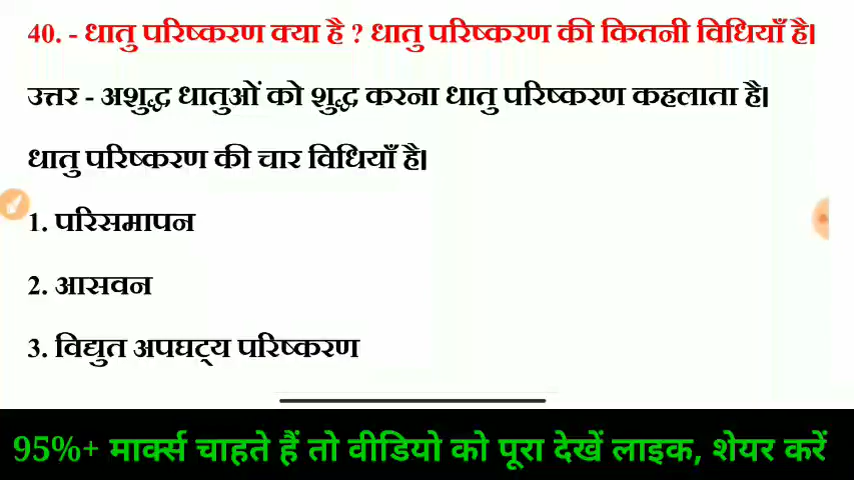 40. - धातु परिष्करण क्या है ? धातु परिष्करण की कितनी विधियाँ है।
उत्तर - अशुद्ध धातुओं को शुद्ध करना धातु परिष्करण कहलाता है।
धातु परिष्करण की चार विधियाँ है।
1. परिसमापन
2. आसवन
3. विद्युत अपघट्य परिष्करण
95%+ मार्क्स चाहते हैं तो वीडियो को पूरा देखें लाइक, शेयर करें